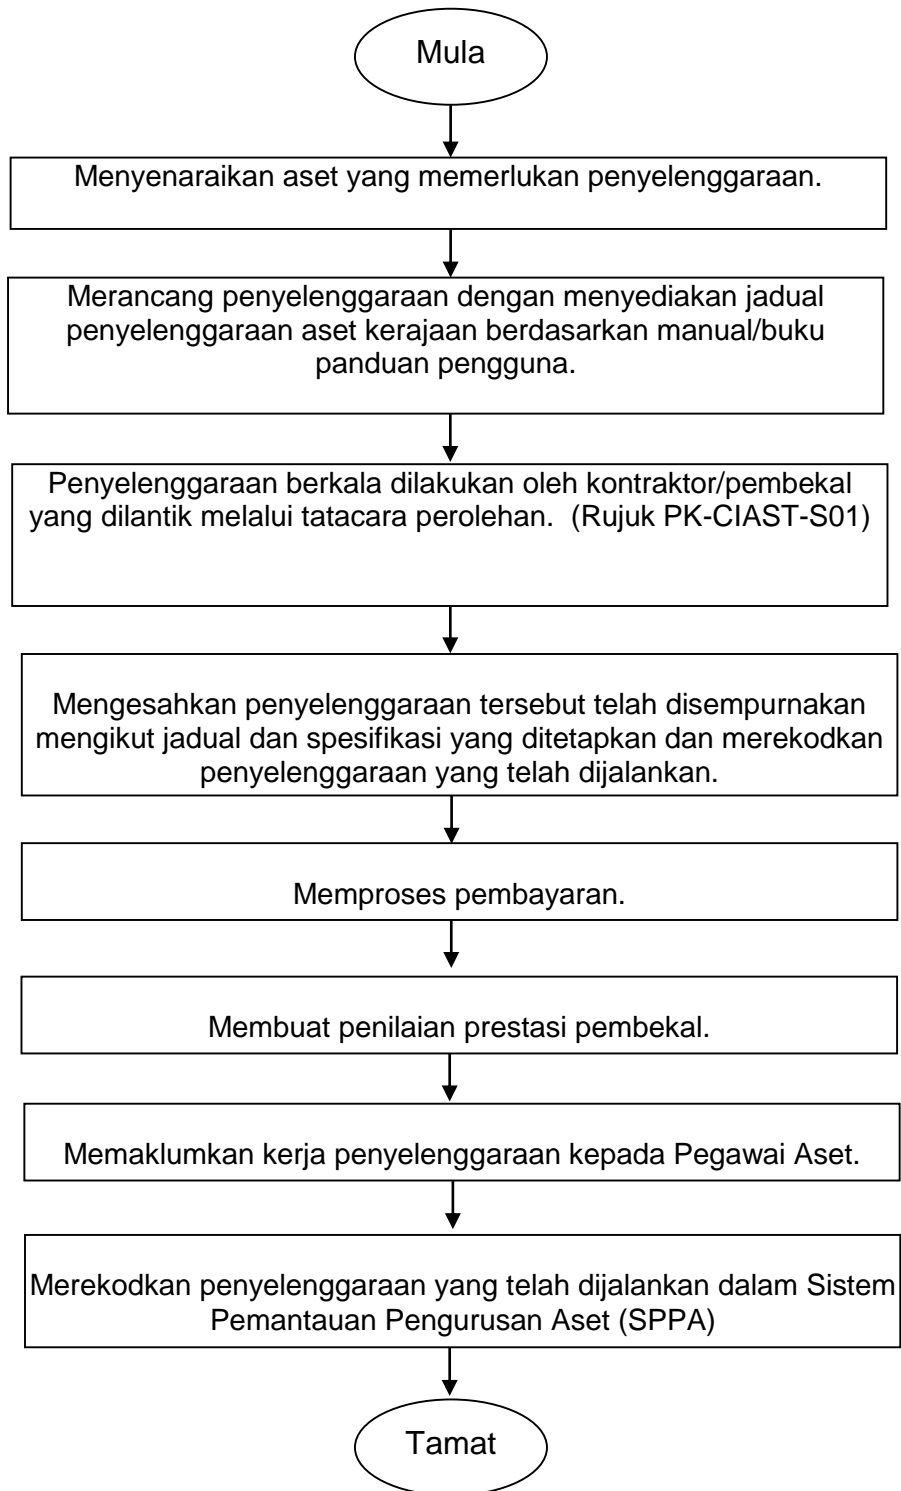 Mula
Menyenaraikan aset yang memerlukan penyelenggaraan.
Merancang penyelenggaraan dengan menyediakan jadual
penyelenggaraan aset kerajaan berdasarkan manual/buku
panduan pengguna.
Penyelenggaraan berkala dilakukan oleh kontraktor/pembekal
yang dilantik melalui tatacara perolehan. (Rujuk PK-CIAST-S01)
Mengesahkan penyelenggaraan tersebut telah disempurnakan
mengikut jadual dan spesifikasi yang ditetapkan dan merekodkan
penyelenggaraan yang telah dijalankan.
Memproses pembayaran.
Membuat penilaian prestasi pembekal.
Memaklumkan kerja penyelenggaraan kepada Pegawai Aset.
Merekodkan penyelenggaraan yang telah dijalankan dalam Sistem
Pemantauan Pengurusan Aset (SPPA)
Tamat